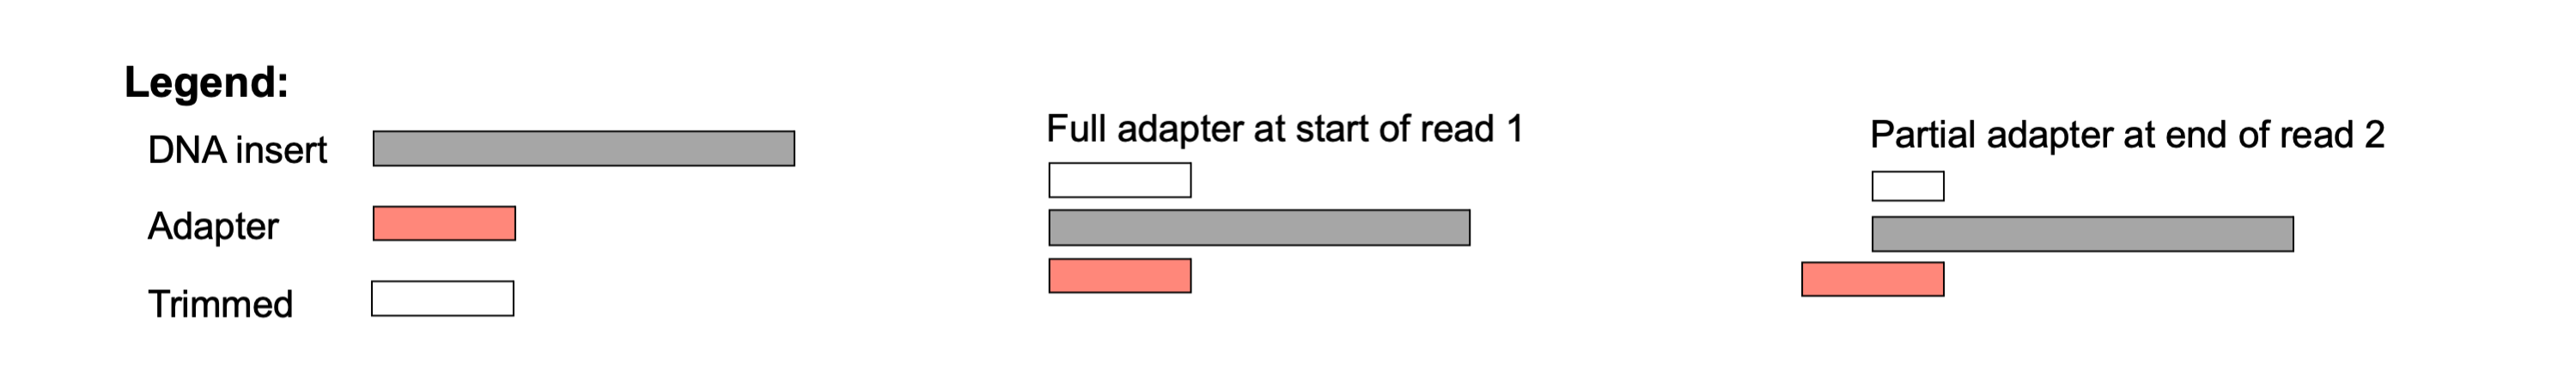 Legend:
DNA insert
Adapter
Trimmed
Full adapter at start of read 1
Partial adapter at end of read 2